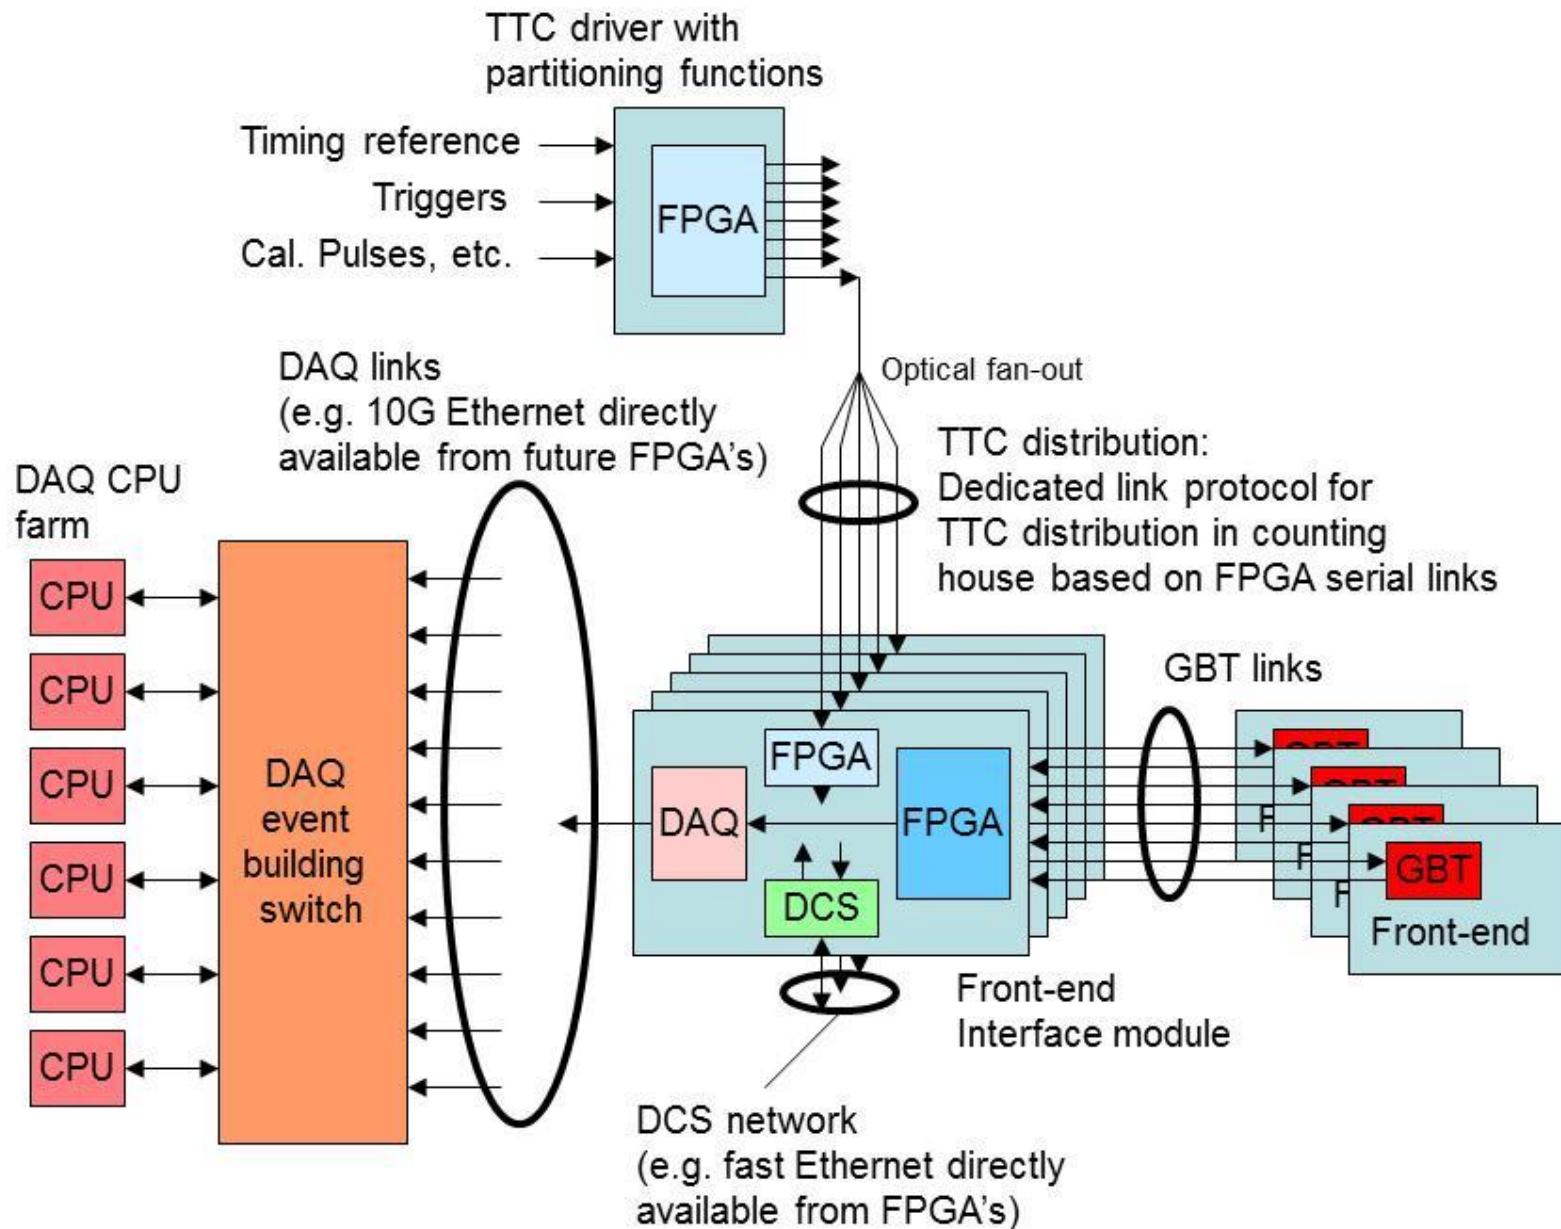 TTC driver with
partitioning functions
Timing reference
Triggers
Cal. Pulses, etc.
FPGA
DAQ links
(e.g. 10G Ethernet directly
available from future FPGA's)
Optical fan-out
TTC distribution:
Dedicated link protocol for
TTC distribution in counting
house based on FPGA serial links
DAQ CPU
farm
CPU
CPU
CPU
CPU
CPU
CPU
DAQ
event
building
switch
GBT links
FPGA
DAQ
FPGA
DCS
GBT
GBT
GBT
GBT
F
F
F
Front-end
Front-end
Interface module
DCS network
(e.g. fast Ethernet directly
available from FPGA's)